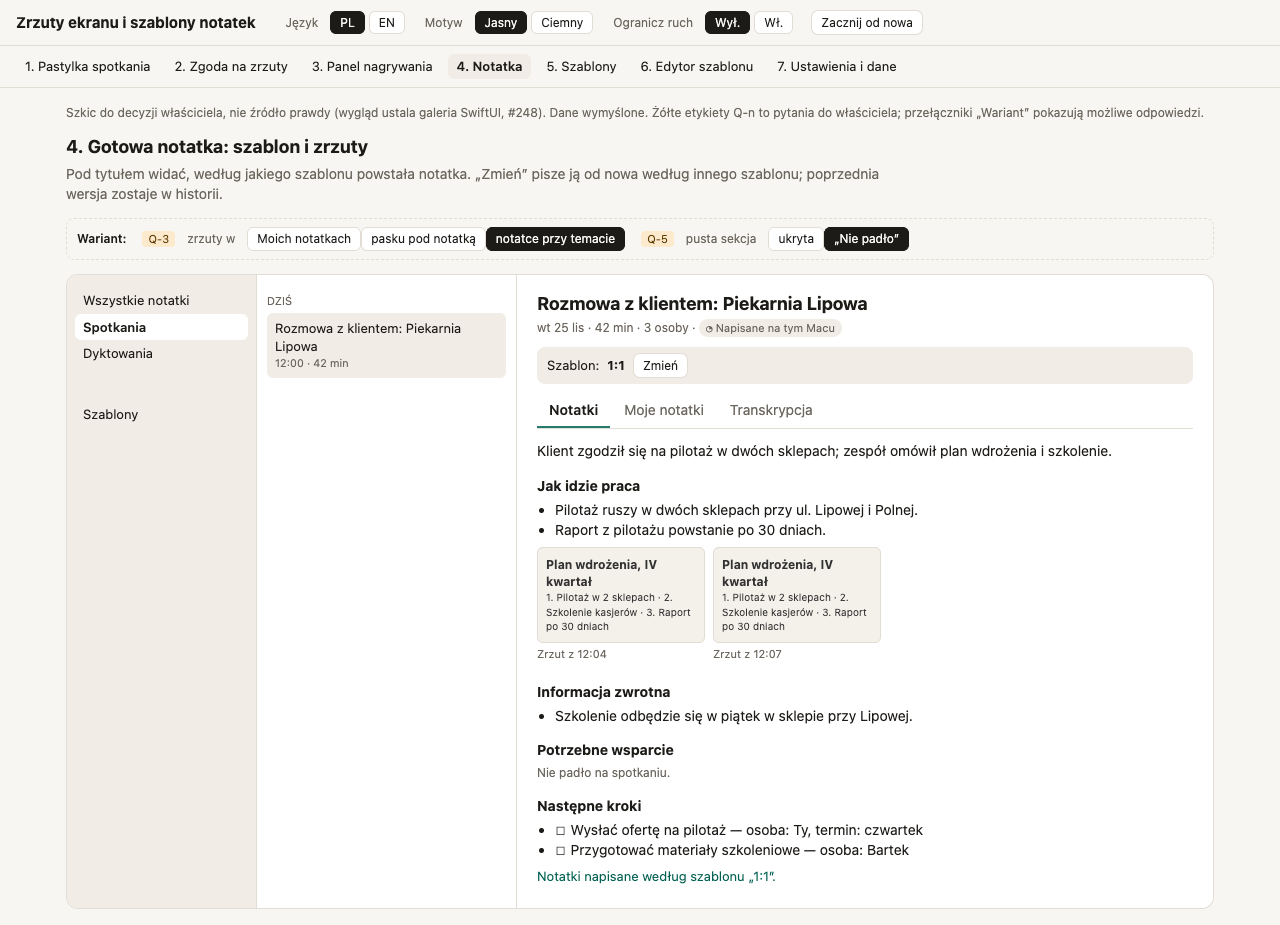 Zrzuty ekranu i szablony notatek Język PL EN Motyw Jasny Ciemny Ogranicz ruch Wył. Wł. Zacznij od nowa
1. Pastylka spotkania 2. Zgoda na zrzuty 3. Panel nagrywania 4. Notatka 5. Szablony 6. Edytor szablonu 7. Ustawienia i dane
Szkic do decyzji właściciela, nie źródło prawdy (wygląd ustala galeria SwiftUI, #248). Dane wymyślone. Żółte etykiety Q-n to pytania do właściciela; przełączniki „Wariant” pokazują możliwe odpowiedzi.
4. Gotowa notatka: szablon i zrzuty
Pod tytułem widać, według jakiego szablonu powstała notatka. „Zmień” pisze ją od nowa według innego szablonu; poprzednia
wersja zostaje w historii.
Wariant: Q-3 zrzuty w Moich notatkach pasku pod notatką notatce przy temacie Q-5 pusta sekcja ukryta „Nie padło”
Wszystkie notatki
Spotkania
Dyktowania
Szablony
DZIŚ
Rozmowa z klientem: Piekarnia
Lipowa
12:00 · 42 min
Rozmowa z klientem: Piekarnia Lipowa
wt 25 lis · 42 min · 3 osoby · Napisane na tym Macu
Szablon: 1:1 Zmień
Notatki Moje notatki Transkrypcja
Klient zgodził się na pilotaż w dwóch sklepach; zespół omówił plan wdrożenia i szkolenie.
Jak idzie praca
• Pilotaż ruszy w dwóch sklepach przy ul. Lipowej i Polnej.
• Raport z pilotażu powstanie po 30 dniach.
Plan wdrożenia, IV
kwartał
1. Pilotaż w 2 sklepach · 2.
Szkolenie kasjerów · 3. Raport
po 30 dniach
Zrzut z 12:04
Plan wdrożenia, IV
kwartał
1. Pilotaż w 2 sklepach · 2.
Szkolenie kasjerów · 3. Raport
po 30 dniach
Zrzut z 12:07
Informacja zwrotna
• Szkolenie odbędzie się w piątek w sklepie przy Lipowej.
Potrzebne wsparcie
Nie padło na spotkaniu.
Następne kroki
• ☐ Wysłać ofertę na pilotaż — osoba: Ty, termin: czwartek
• ☐ Przygotować materiały szkoleniowe — osoba: Bartek
Notatki napisane według szablonu „1:1”.